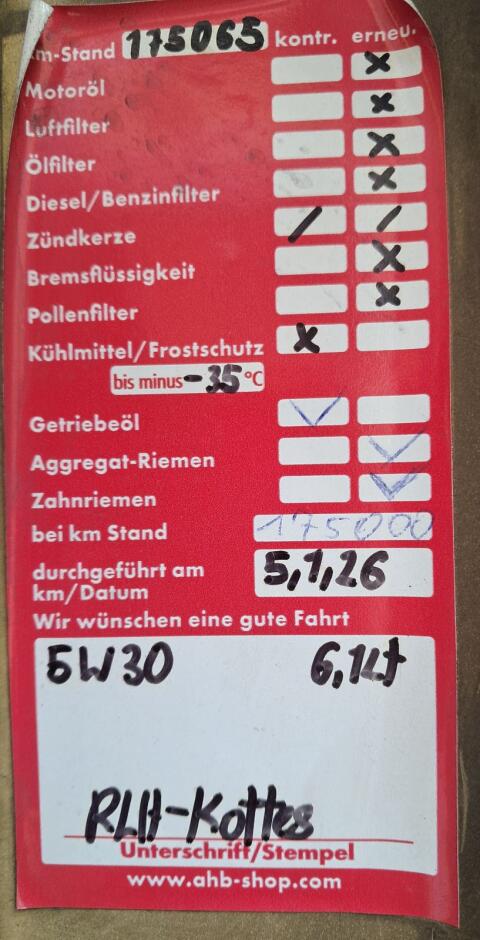 km-Stand 175065 kontr. erneu.
Motoröl x
Luftfilter x
Ölfilter x
Diesel/Benzinfilter x
Zündkerze / /
Bremsflüssigkeit x
Pollenfilter x
Kühlmittel/Frostschutz x
bis minus -35 °C
Getriebeöl ✓
Aggregat-Riemen ✓
Zahnriemen ✓
bei km Stand 175000
durchgeführt am 5,1,26
km/Datum
Wir wünschen eine gute Fahrt
5W30 6,1Lt
RLH-Kottes
Unterschrift/Stempel
www.ahb-shop.com